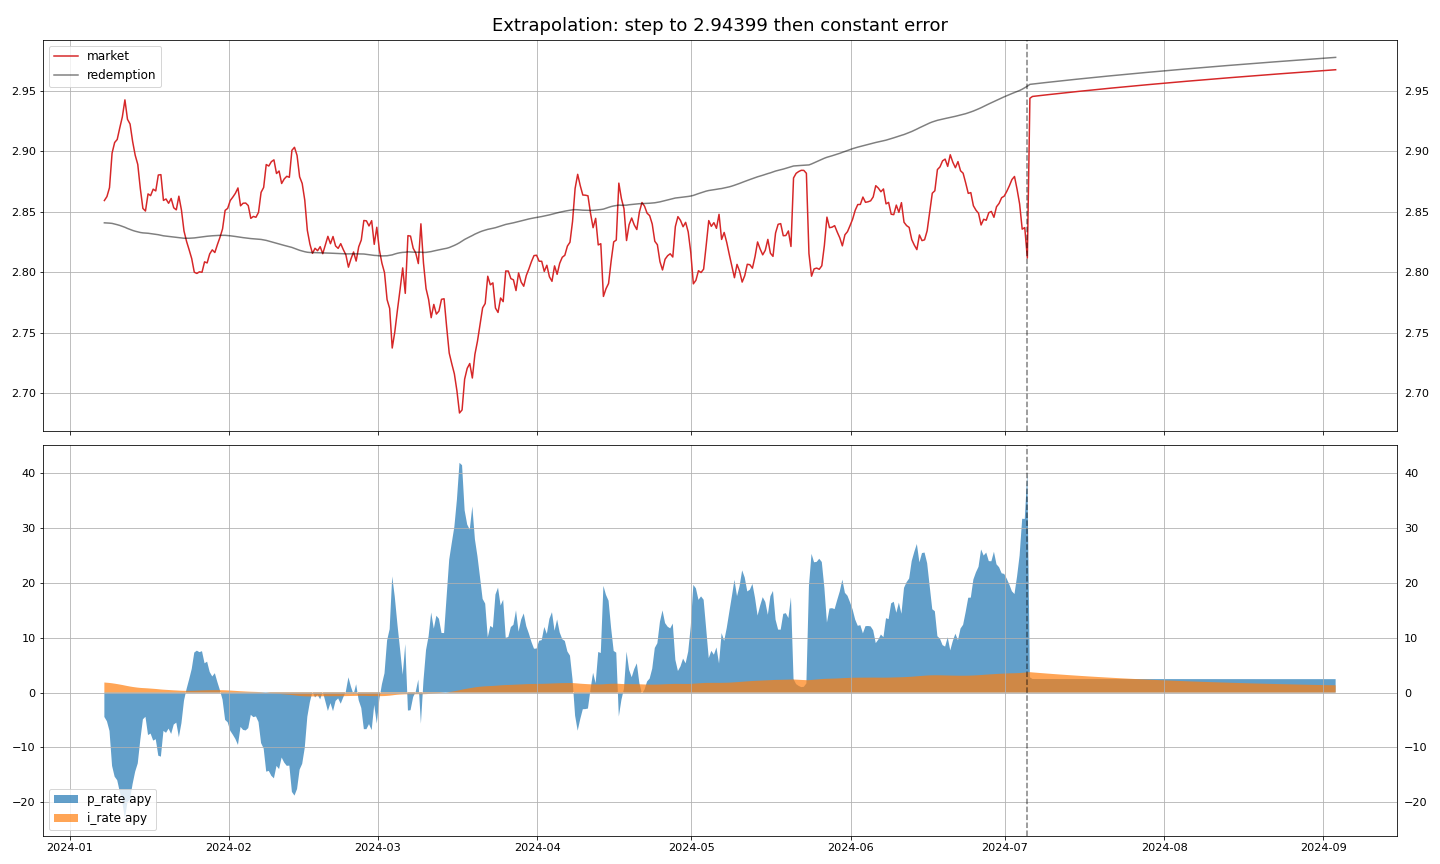 Extrapolation: step to 2.94399 then constant error
market
redemption
2.95 2.95
2.90 2.90
2.85 2.85
2.80 2.80
2.75 2.75
2.70 2.70
40 40
30 30
20 20
10 10
0 0
−10 −10
−20 −20
p_rate apy
i_rate apy
2024-01 2024-02 2024-03 2024-04 2024-05 2024-06 2024-07 2024-08 2024-09